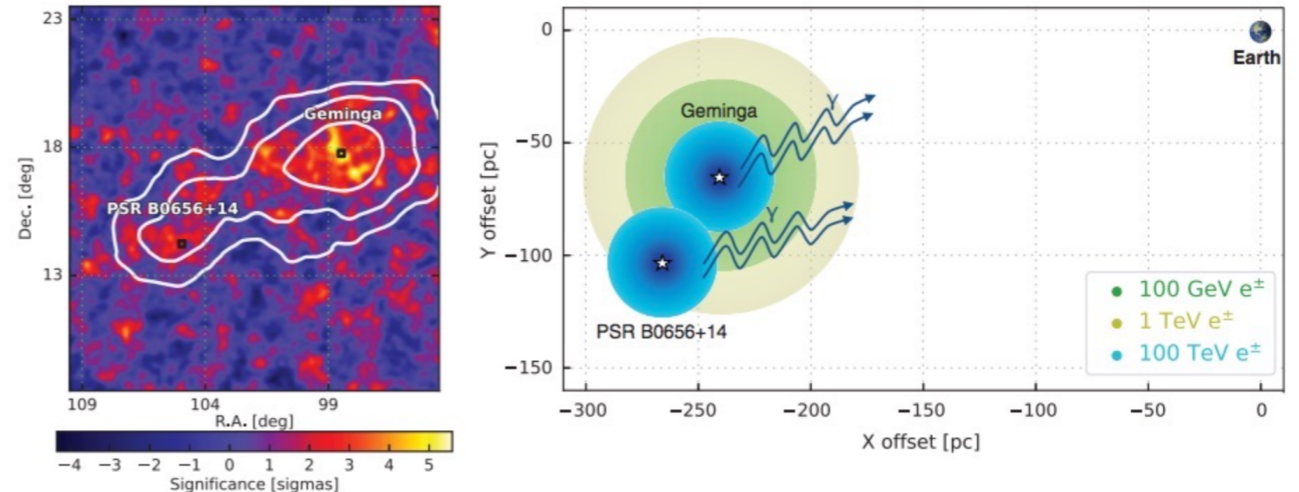 23
18
13
Dec. [deg]
Geminga
PSR B0656+14
109 104 99
R.A. [deg]
−4 −3 −2 −1 0 1 2 3 4 5
Significance [sigmas]
0
−50
−100
−150
Y offset [pc]
Earth
Geminga
γ
γ
PSR B0656+14
100 GeV e±
1 TeV e±
100 TeV e±
−300 −250 −200 −150 −100 −50 0
X offset [pc]